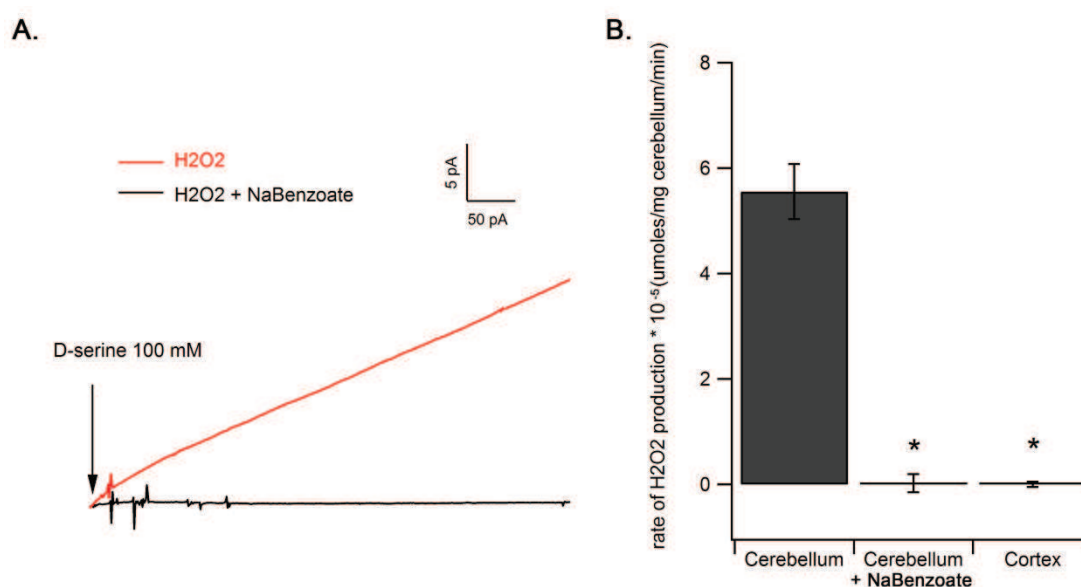 A.
H2O2
H2O2 + NaBenzoate
5 pA
50 pA
D-serine 100 mM
B.
rate of H2O2 production * 10 -5 (umoles/mg cerebellum/min)
8
6
4
2
0
*
*
Cerebellum
Cerebellum
+ NaBenzoate
Cortex